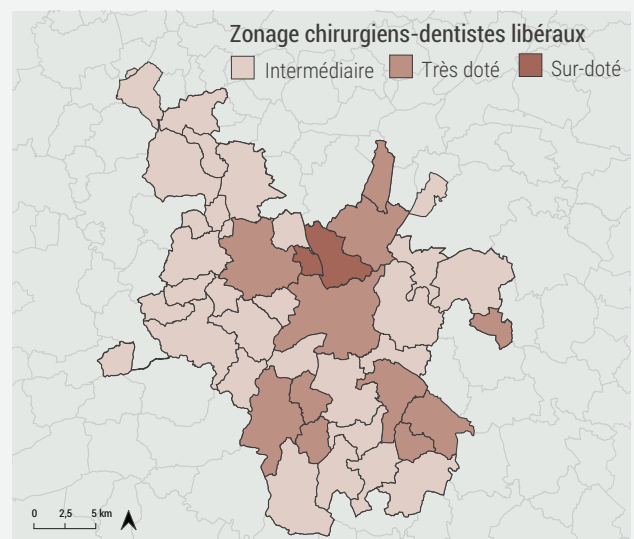 Zonage chirurgiens-dentistes libéraux
Intermédiaire Très doté Sur-doté
0 2,5 5 km